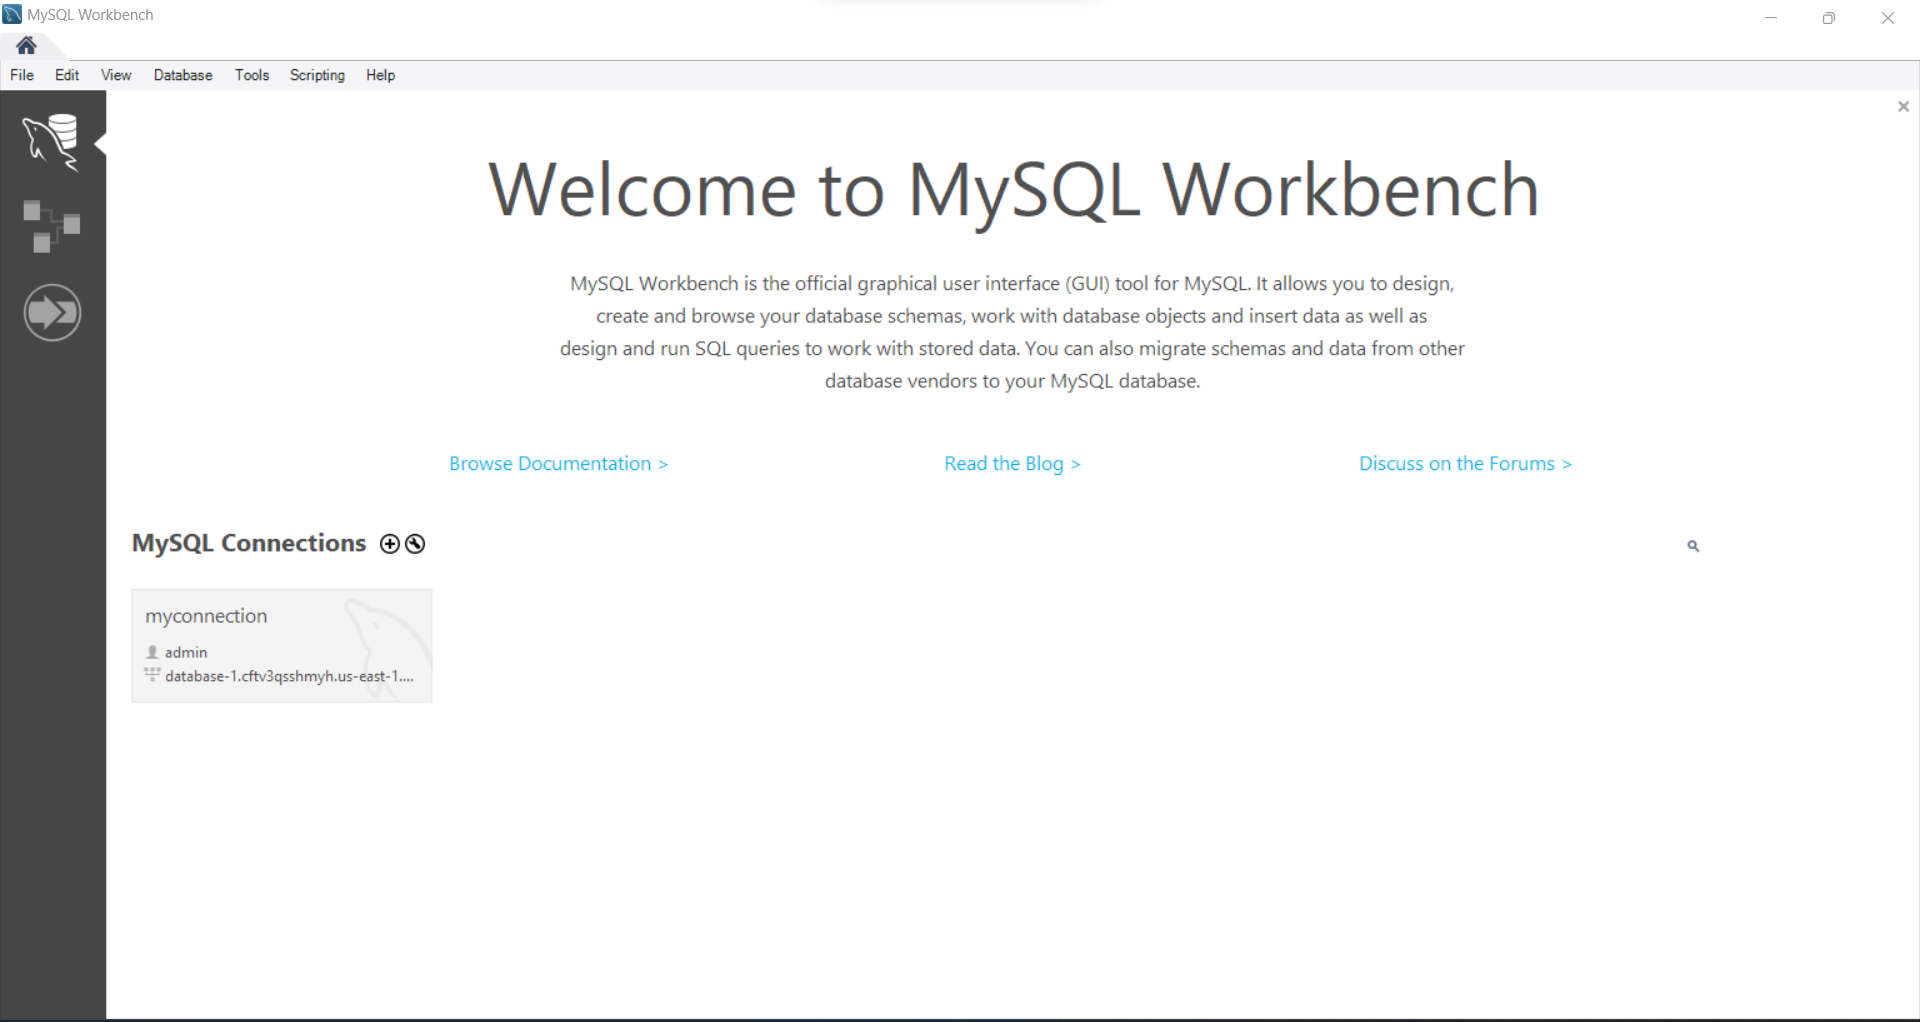 MySQL Workbench
File Edit View Database Tools Scripting Help
Welcome to MySQL Workbench
MySQL Workbench is the official graphical user interface (GUI) tool for MySQL. It allows you to design,
create and browse your database schemas, work with database objects and insert data as well as
design and run SQL queries to work with stored data. You can also migrate schemas and data from other
database vendors to your MySQL database.
Browse Documentation > Read the Blog > Discuss on the Forums >
MySQL Connections
myconnection
admin
database-1.cftv3qsshmyh.us-east-1....